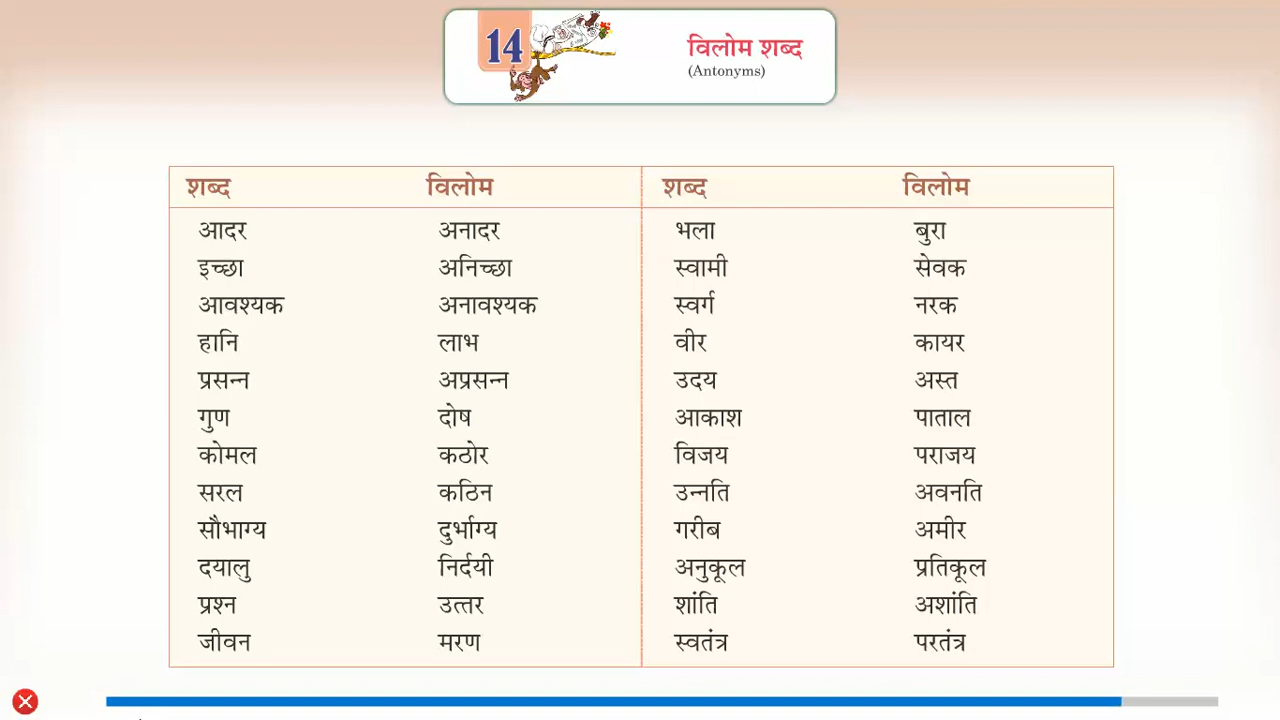 14
विलोम शब्द
(Antonyms)
शब्द विलोम शब्द विलोम
आदर अनादर भला बुरा
इच्छा अनिच्छा स्वामी सेवक
आवश्यक अनावश्यक स्वर्ग नरक
हानि लाभ वीर कायर
प्रसन्न अप्रसन्न उदय अस्त
गुण दोष आकाश पाताल
कोमल कठोर विजय पराजय
सरल कठिन उन्नति अवनति
सौभाग्य दुर्भाग्य गरीब अमीर
दयालु निर्दयी अनुकूल प्रतिकूल
प्रश्न उत्तर शांति अशांति
जीवन मरण स्वतंत्र परतंत्र